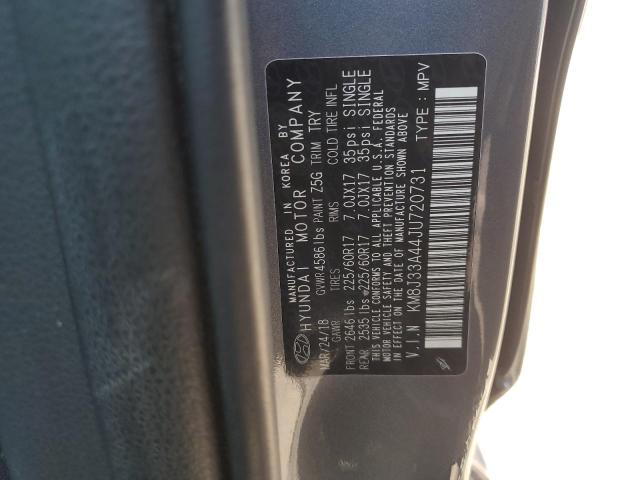 MANUFACTURED IN KOREA BY
HYUNDAI MOTOR COMPANY
MAR/24/18 GVWR 4586 lbs PAINT Z5G TRIM TRY
GAWR TIRES RIMS COLD TIRE INFL
FRONT 2646 lbs 225/60R17 7.0JX17 35psi SINGLE
REAR 2535 lbs 225/60R17 7.0JX17 35psi SINGLE
THIS VEHICLE CONFORMS TO ALL APPLICABLE U.S.A. FEDERAL
MOTOR VEHICLE SAFETY, BUMPER, AND THEFT PREVENTION STANDARDS
IN EFFECT ON THE DATE OF MANUFACTURE SHOWN ABOVE
V.I.N KM8J33A44JU720731 TYPE : MPV